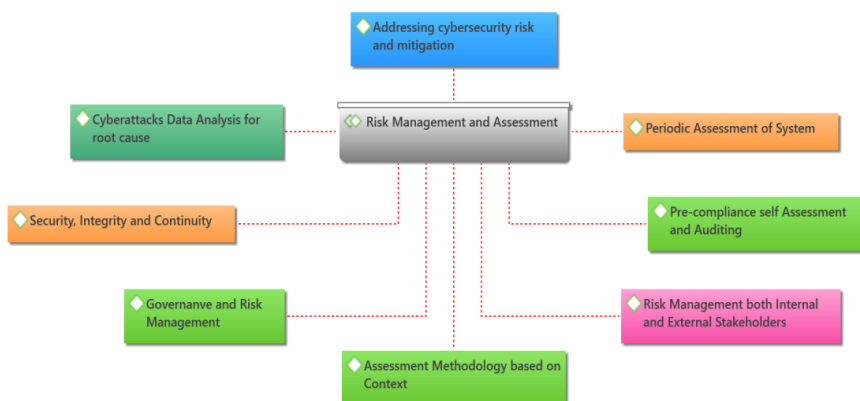 Addressing cybersecurity risk
and mitigation
Cyberattacks Data Analysis for
root cause
Risk Management and Assessment
Periodic Assessment of System
Security, Integrity and Continuity
Pre-compliance self Assessment
and Auditing
Governanve and Risk
Management
Risk Management both Internal
and External Stakeholders
Assessment Methodology based on
Context